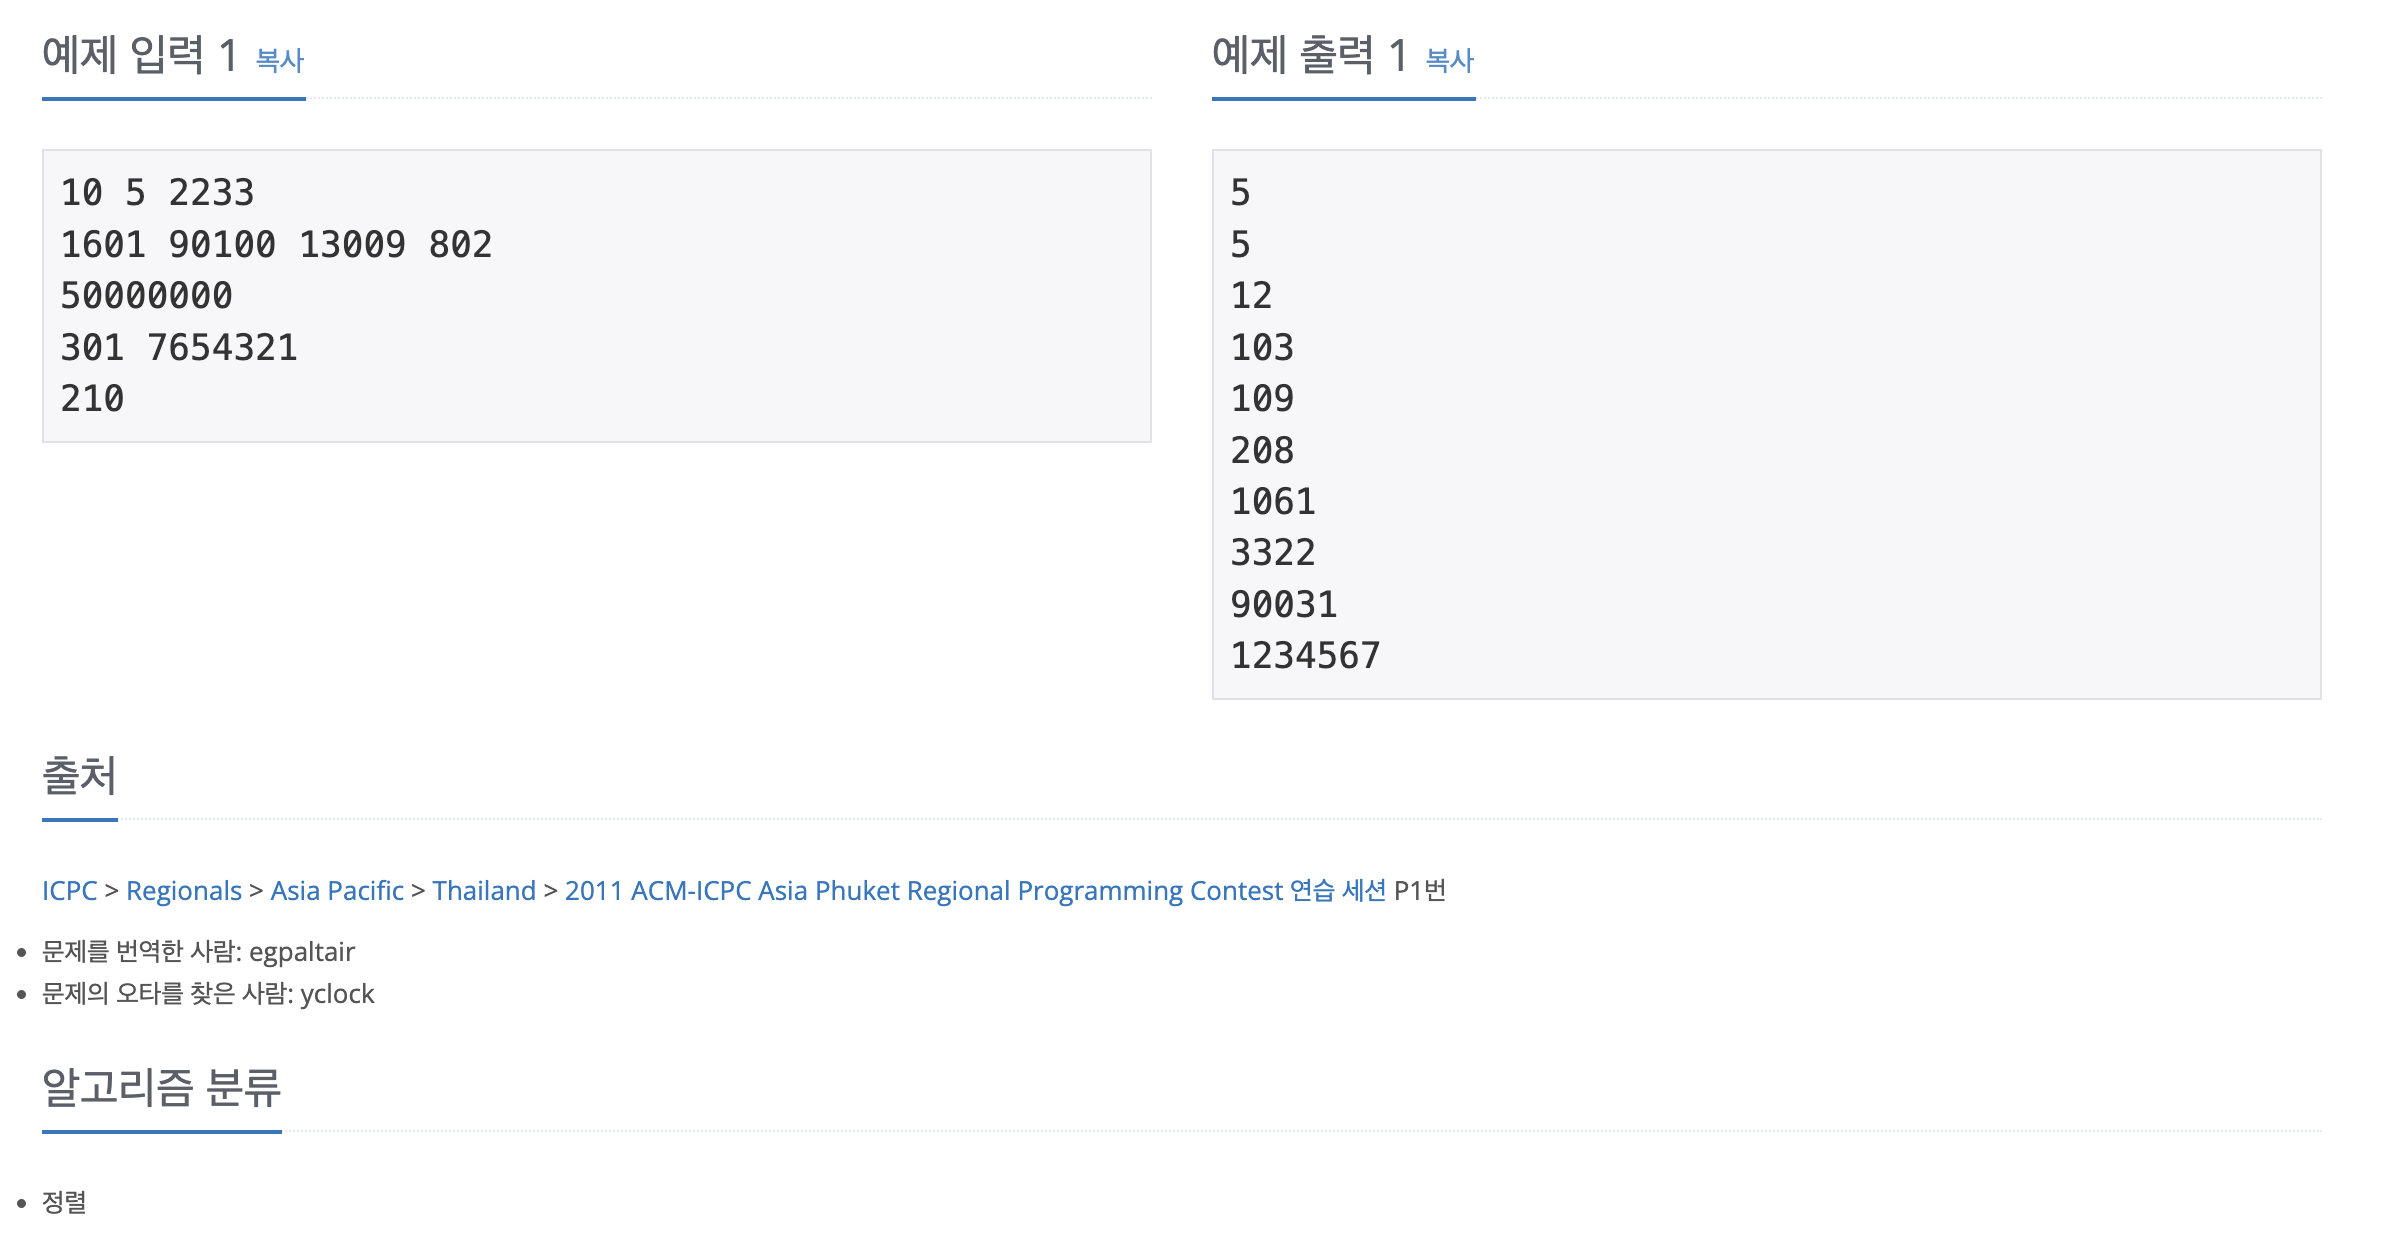 예제 입력 1 복사
10 5 2233
1601 90100 13009 802
50000000
301 7654321
210
예제 출력 1 복사
5
5
12
103
109
208
1061
3322
90031
1234567
출처
ICPC > Regionals > Asia Pacific > Thailand > 2011 ACM-ICPC Asia Phuket Regional Programming Contest 연습 세션 P1번
문제를 번역한 사람: egpaltair
문제의 오타를 찾은 사람: yclock
알고리즘 분류
정렬